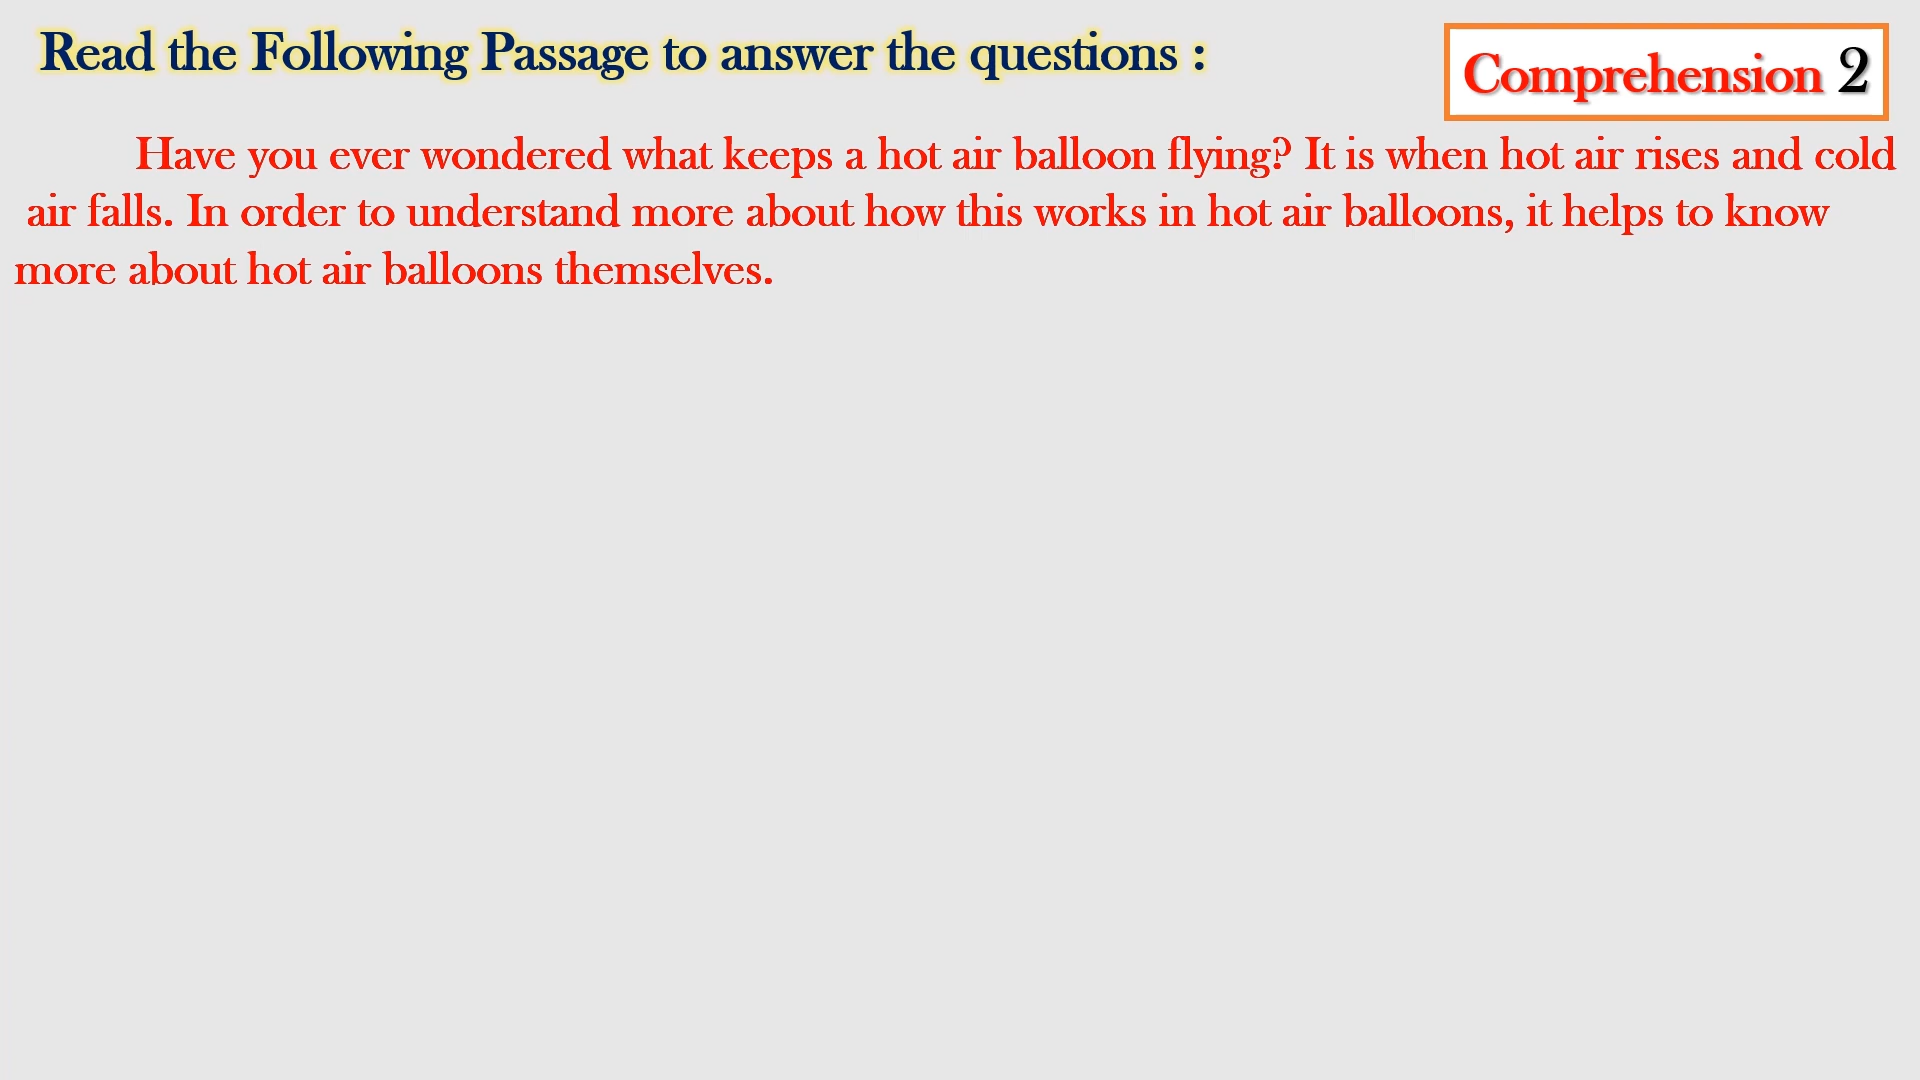 Read the Following Passage to answer the questions :
Comprehension 2
Have you ever wondered what keeps a hot air balloon flying? It is when hot air rises and cold
air falls. In order to understand more about how this works in hot air balloons, it helps to know
more about hot air balloons themselves.